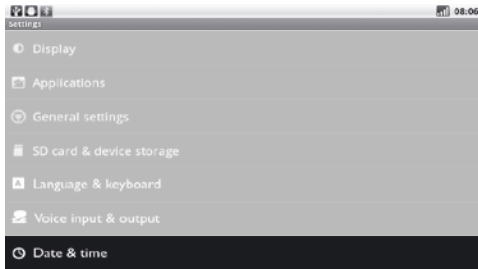 08:06
Settings
Display
Applications
General settings
SD card & device storage
A Language & keyboard
Voice input & output
Date & time